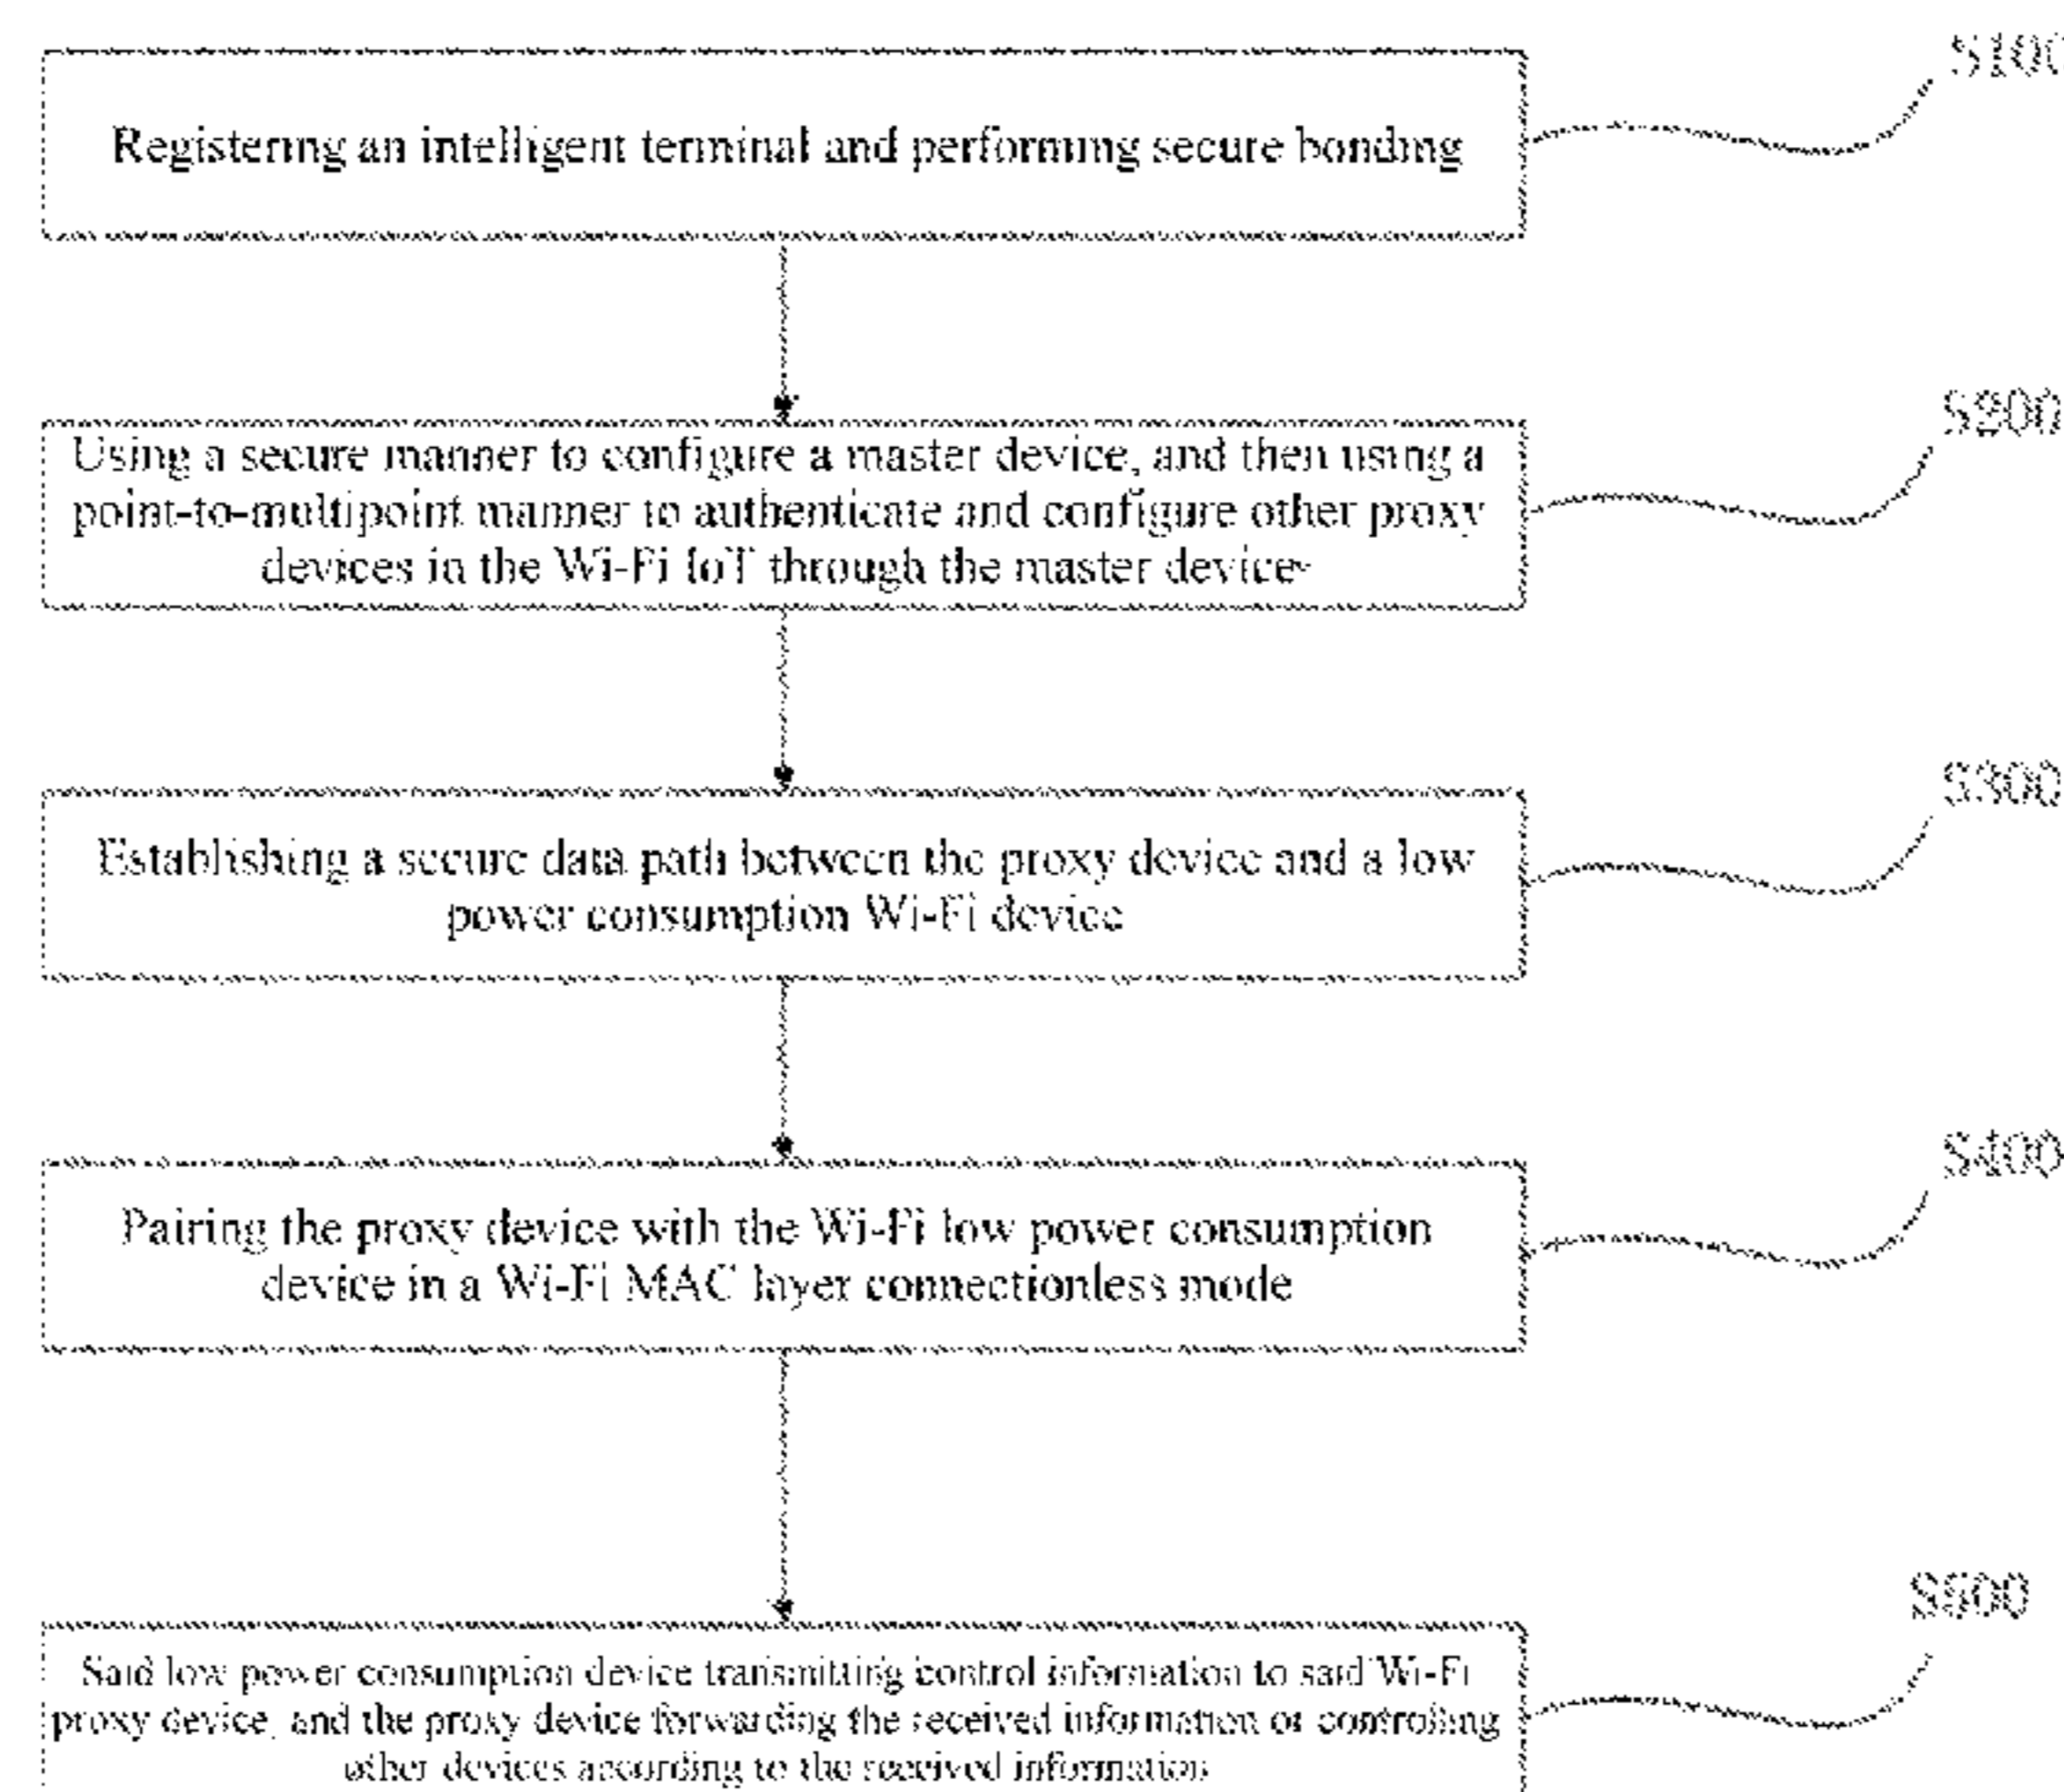 S100
Registering an intelligent terminal and performing secure bonding
S200
Using a secure manner to configure a master device, and then using a
point-to-multipoint manner to authenticate and configure other proxy
devices in the Wi-Fi IoT through the master device
S300
Establishing a secure data path between the proxy device and a low
power consumption Wi-Fi device
S400
Pairing the proxy device with the Wi-Fi low power consumption
device in a Wi-Fi MAC layer connectionless mode
S500
Said low power consumption device transmitting control information to said Wi-Fi
proxy device, and the proxy device forwarding the received information or controlling
other devices according to the received information